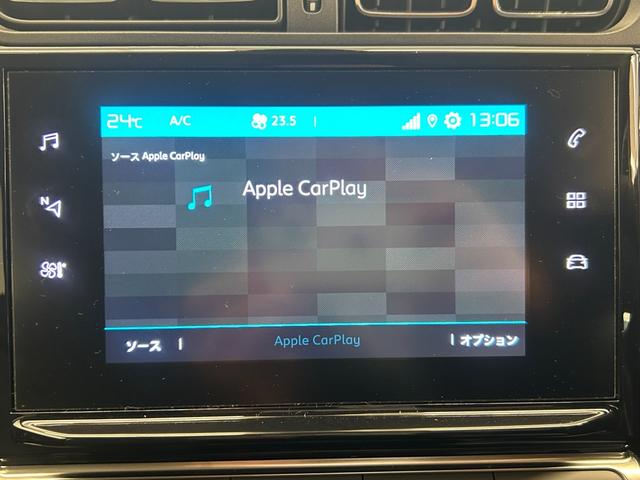 24℃ A/C 23.5 13:06
ソース Apple CarPlay
Apple CarPlay
N
ソース Apple CarPlay オプション